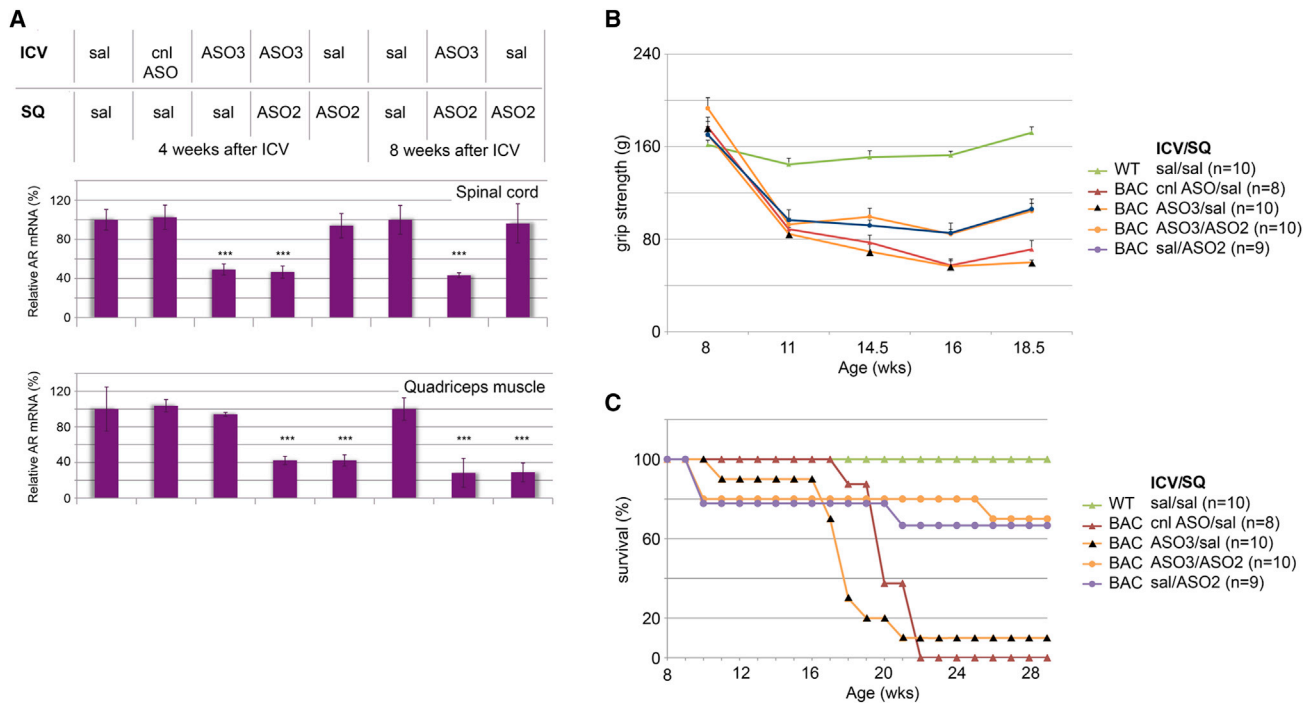 A
ICV sal cnl ASO ASO3 ASO3 sal sal ASO3 sal
SQ sal sal sal ASO2 ASO2 sal ASO2 ASO2
4 weeks after ICV 8 weeks after ICV
Spinal cord
Relative AR mRNA (%)
120
80
40
0
*** *** ***
Quadriceps muscle
Relative AR mRNA (%)
120
80
40
0
*** *** *** ***
B
240
160
80
0
grip strength (g)
8 11 14.5 16 18.5
Age (wks)
ICV/SQ
WT sal/sal (n=10)
BAC cnl ASO/sal (n=8)
BAC ASO3/sal (n=10)
BAC ASO3/ASO2 (n=10)
BAC sal/ASO2 (n=9)
C
100
60
20
0
survival (%)
8 12 16 20 24 28
Age (wks)
ICV/SQ
WT sal/sal (n=10)
BAC cnl ASO/sal (n=8)
BAC ASO3/sal (n=10)
BAC ASO3/ASO2 (n=10)
BAC sal/ASO2 (n=9)